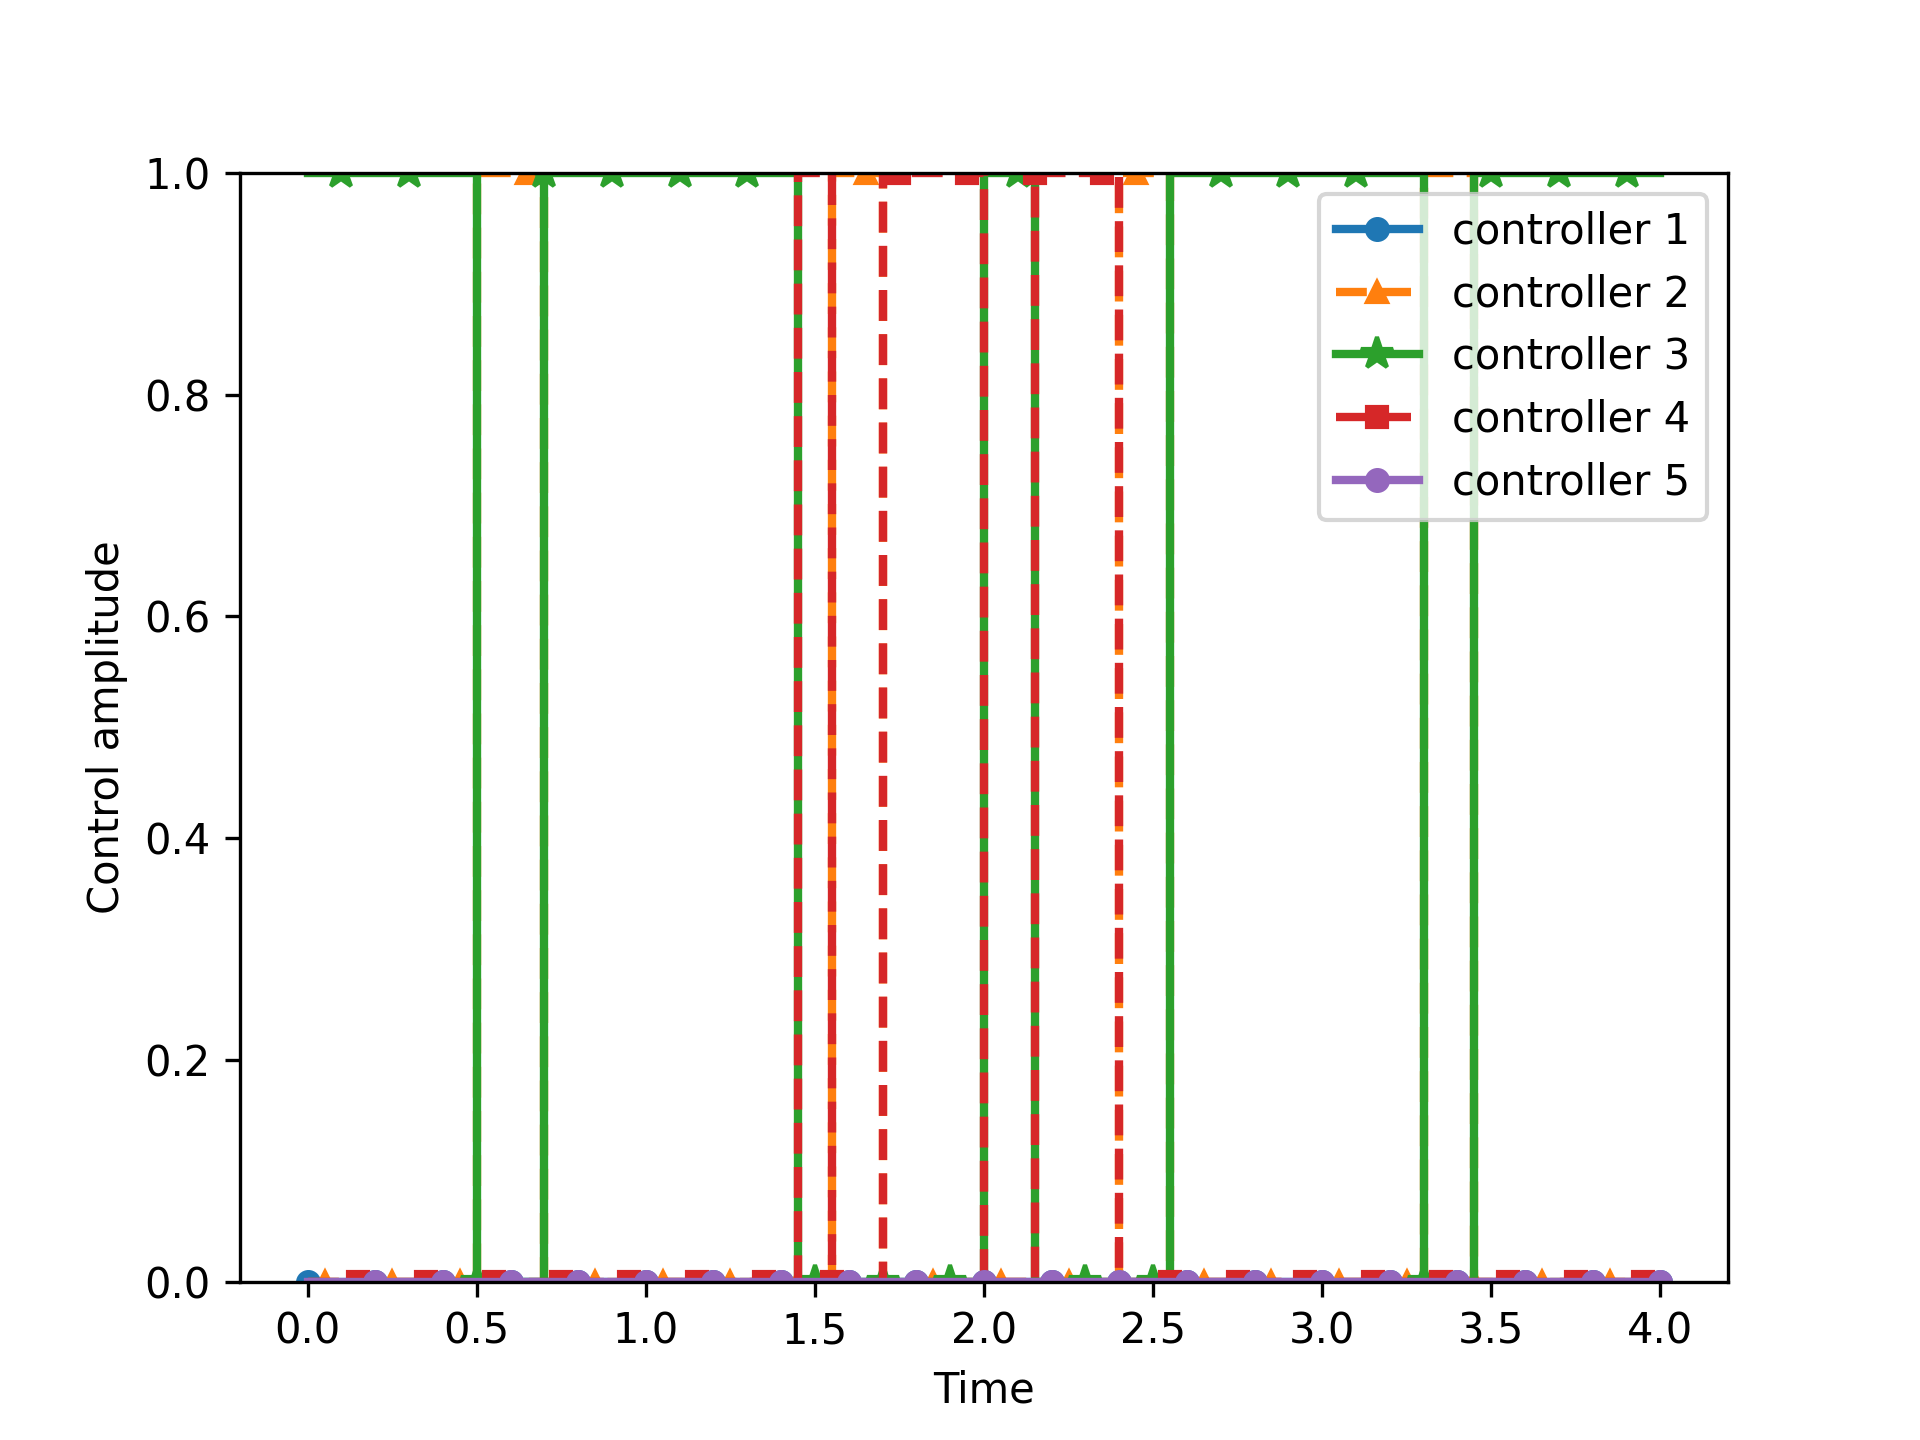 1.0
0.8
0.6
0.4
0.2
0.0
Control amplitude
controller 1
controller 2
controller 3
controller 4
controller 5
0.0 0.5 1.0 1.5 2.0 2.5 3.0 3.5 4.0
Time